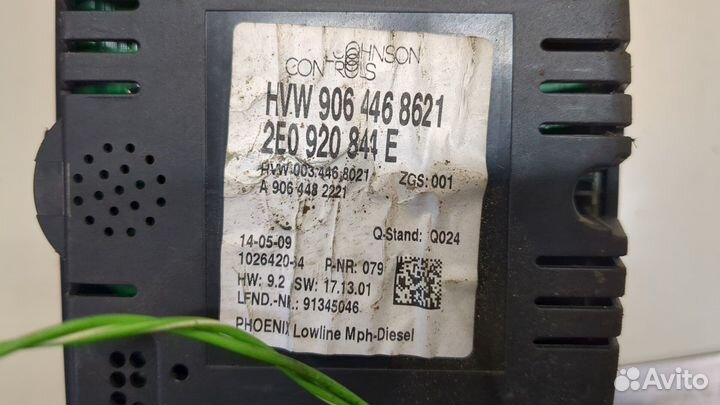 JOHNSON
CONTROLS
HVW 906 446 8621
2E0 920 844 E
HVW 003 446 8021 ZGS: 001
A 906 448 2221
14-05-09 Q-Stand: Q024
P-NR: 079
HW: 9.2 SW: 17.13.01
LFND.-NR.: 91345046
PHOENIX Lowline Mph-Diesel
Avito